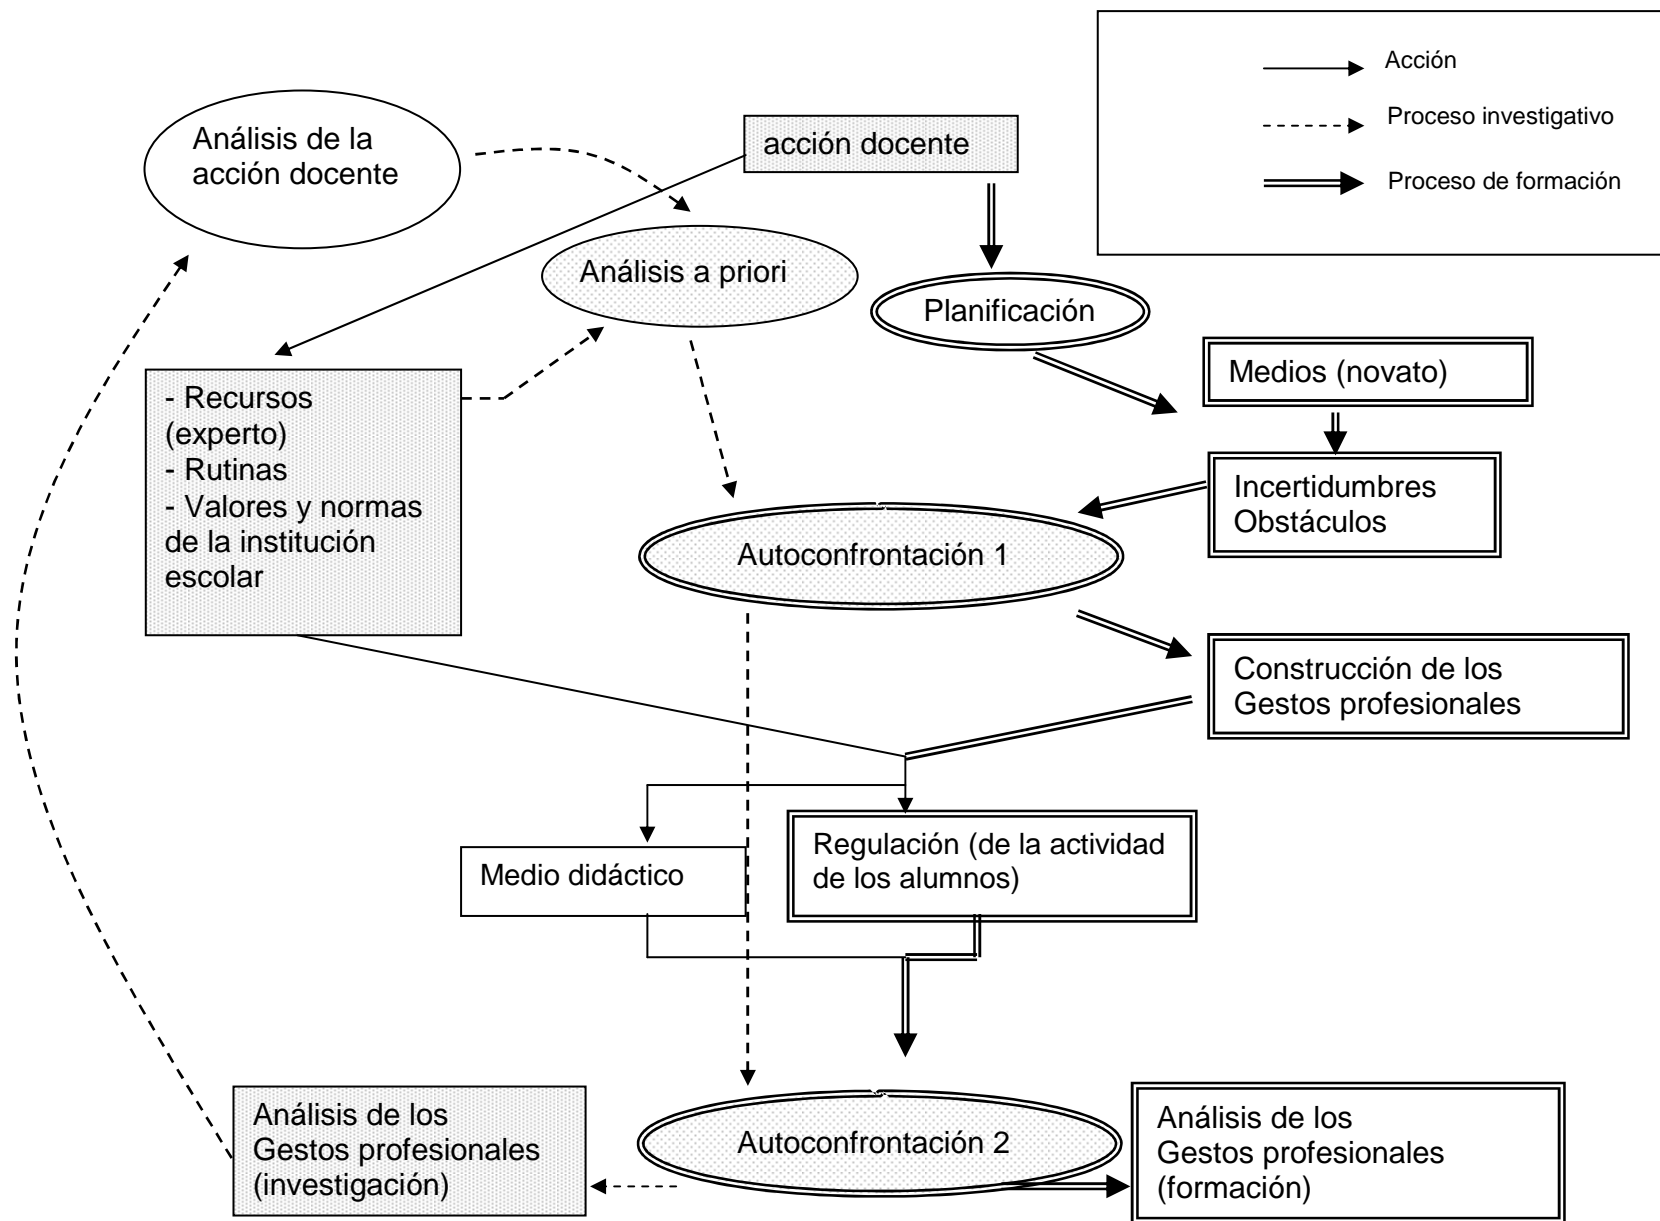 Acción
Proceso investigativo
Proceso de formación
Análisis de la
acción docente
acción docente
Análisis a priori
Planificación
Medios (novato)
- Recursos
(experto)
- Rutinas
- Valores y normas
de la institución
escolar
Incertidumbres
Obstáculos
Autoconfrontación 1
Construcción de los
Gestos profesionales
Regulación (de la actividad
de los alumnos)
Medio didáctico
Análisis de los
Gestos profesionales
(investigación)
Autoconfrontación 2
Análisis de los
Gestos profesionales
(formación)